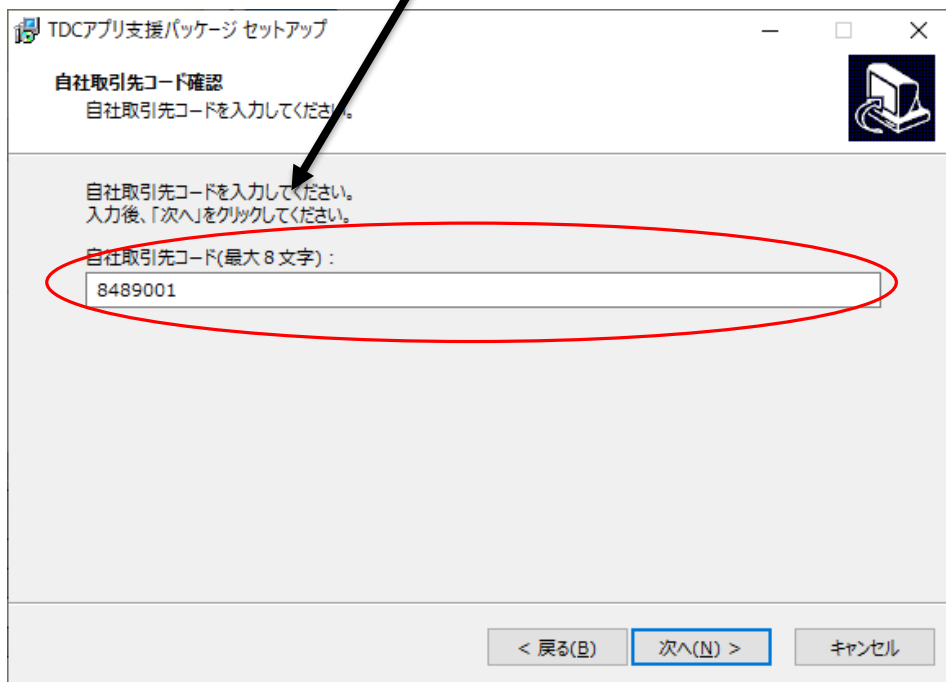 TDCアプリ支援パッケージ セットアップ
自社取引先コード確認
自社取引先コードを入力してください。
自社取引先コードを入力してください。
入力後、「次へ」をクリックしてください。
自社取引先コード(最大8文字):
8489001
< 戻る(B)
次へ(N) >
キャンセル